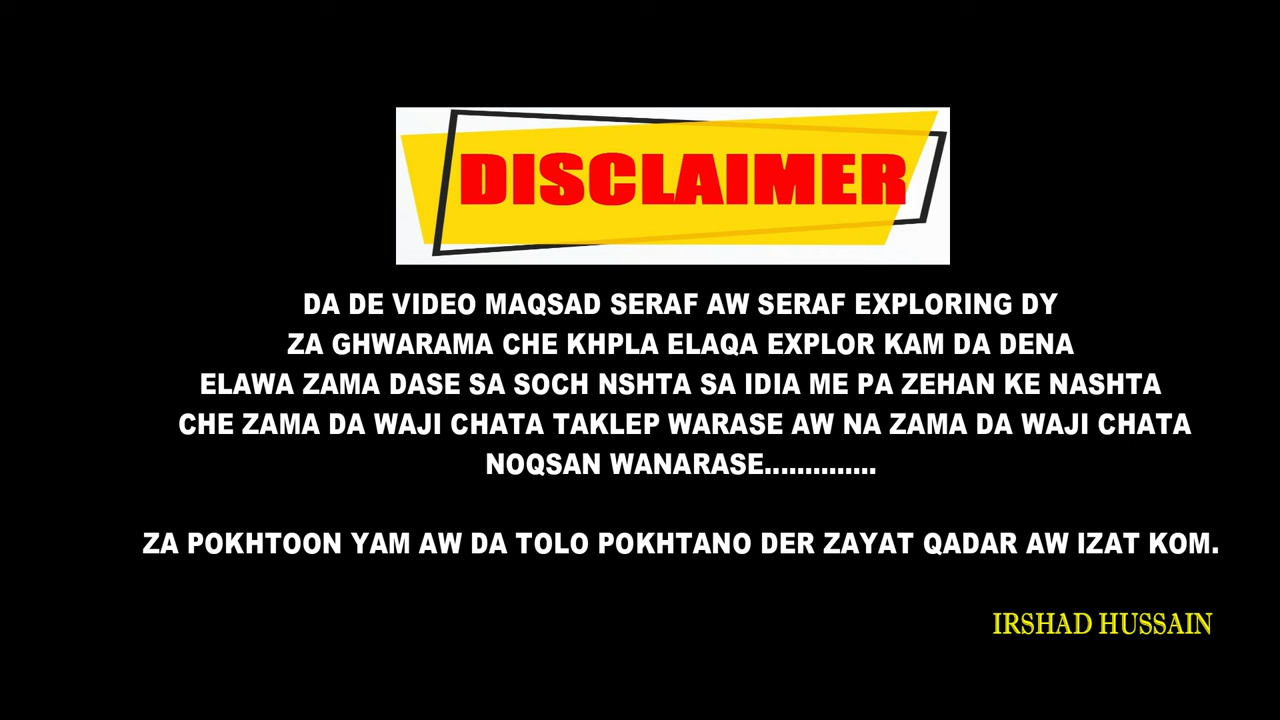 DISCLAIMER
DA DE VIDEO MAQSAD SERAF AW SERAF EXPLORING DY
ZA GHWARAMA CHE KHPLA ELAQA EXPLOR KAM DA DENA
ELAWA ZAMA DASE SA SOCH NSHTA SA IDIA ME PA ZEHAN KE NASHTA
CHE ZAMA DA WAJI CHATA TAKLEP WARASE AW NA ZAMA DA WAJI CHATA
NOQSAN WANARASE..............
ZA POKHTOON YAM AW DA TOLO POKHTANO DER ZAYAT QADAR AW IZAT KOM.
IRSHAD HUSSAIN